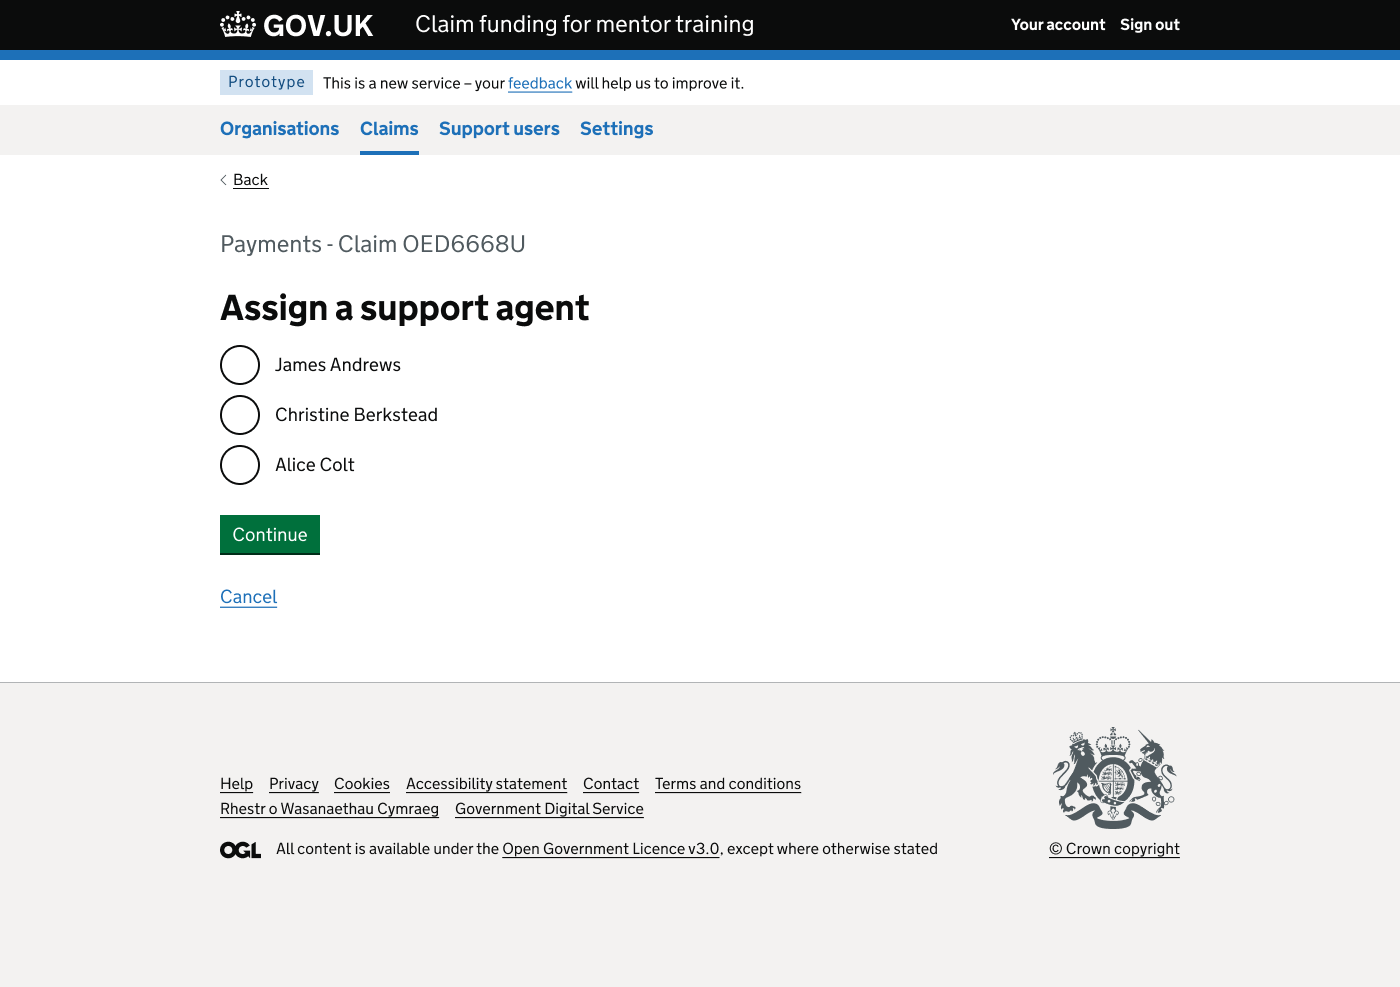 GOV.UK Claim funding for mentor training Your account Sign out
Prototype This is a new service – your feedback will help us to improve it.
Organisations Claims Support users Settings
Back
Payments - Claim OED6668U
Assign a support agent
James Andrews
Christine Berkstead
Alice Colt
Continue
Cancel
Help Privacy Cookies Accessibility statement Contact Terms and conditions
Rhestr o Wasanaethau Cymraeg Government Digital Service
OGL All content is available under the Open Government Licence v3.0, except where otherwise stated
© Crown copyright